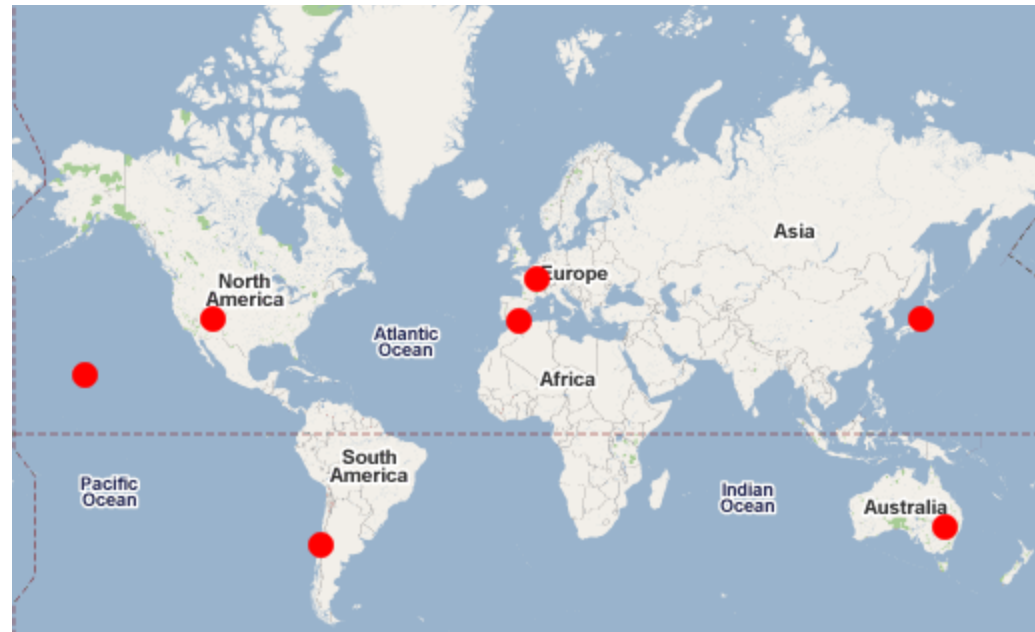 Asia
Europe
North
America
Atlantic
Ocean
Africa
South
America
Pacific
Ocean
Indian
Ocean
Australia